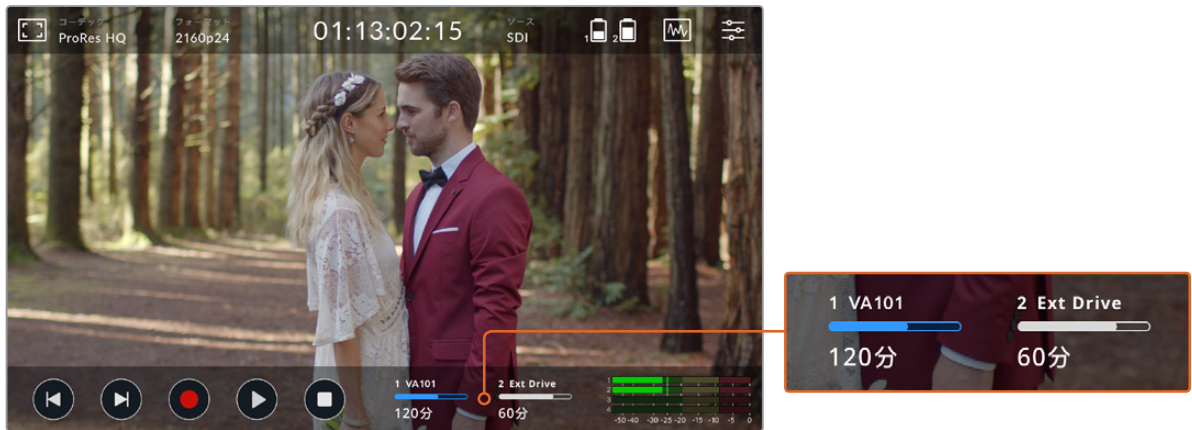 コーデック
ProRes HQ
フォーマット
2160p24
01:13:02:15
ソース
SDI
1
2
1 VA101
120分
2 Ext Drive
60分
1
2
3
4
-50 -40 -30 -25 -20 -15 -10 -5 0
1 VA101
120分
2 Ext Drive
60分